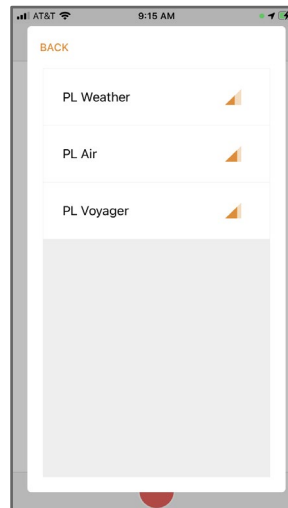 AT&T 9:15 AM
BACK
PL Weather
PL Air
PL Voyager